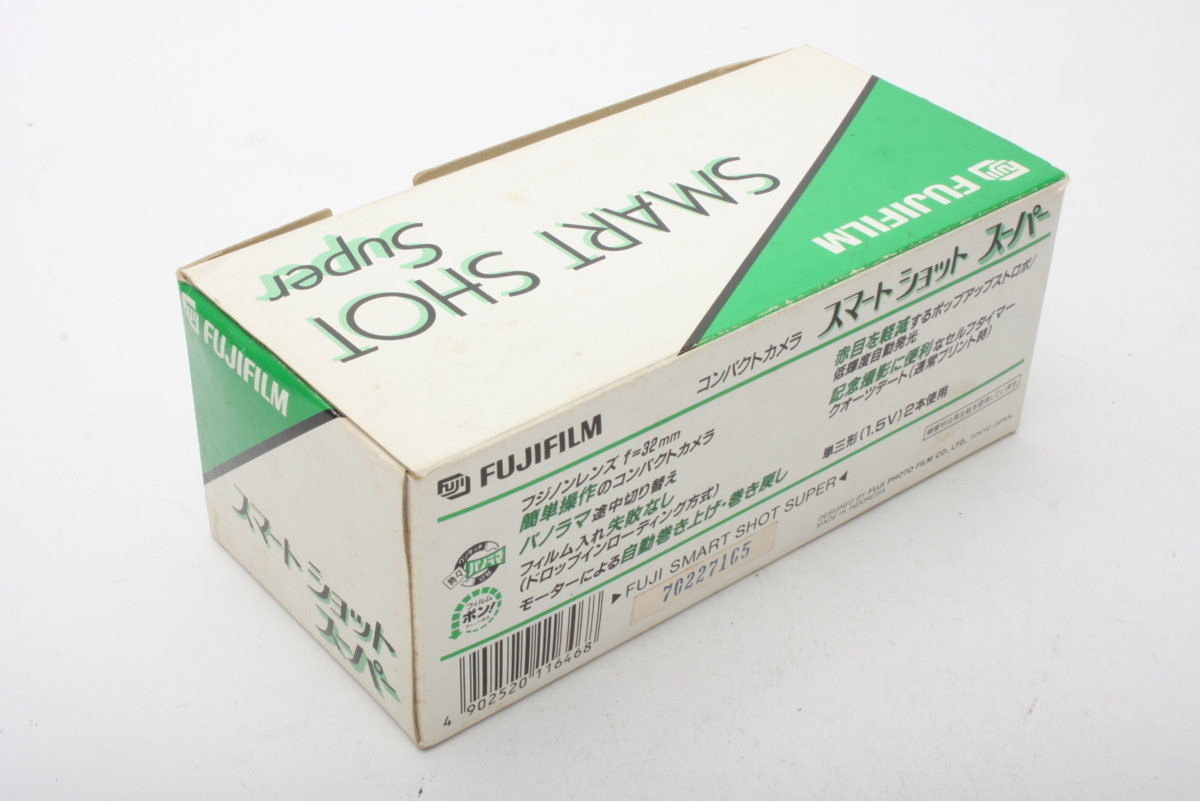 SMART SHOT
Super
FUJI
FUJIFILM
FUJI
FUJIFILM
スマート ショット
スーパー
FUJI
FUJIFILM
コンパクトカメラ スマート ショット スーパー
フジノンレンズ f=32mm
簡単操作のコンパクトカメラ
パノラマ途中切り替え
フィルム入れ失敗なし
(ドロップインローディング方式)
モーターによる自動巻き上げ・巻き戻し
赤目を軽減するポップアップストロボ/
低輝度自動発光
記念撮影に便利なセルフタイマー
クオーツデート(通常プリント時)
単三形(1.5V)2本使用
パノラマ
フィルム
ポン!
▶FUJI SMART SHOT SUPER◀
76227165
DESIGNED BY FUJI PHOTO FILM CO., LTD. TOKYO·JAPAN
MADE IN INDONESIA
4 902520 116468